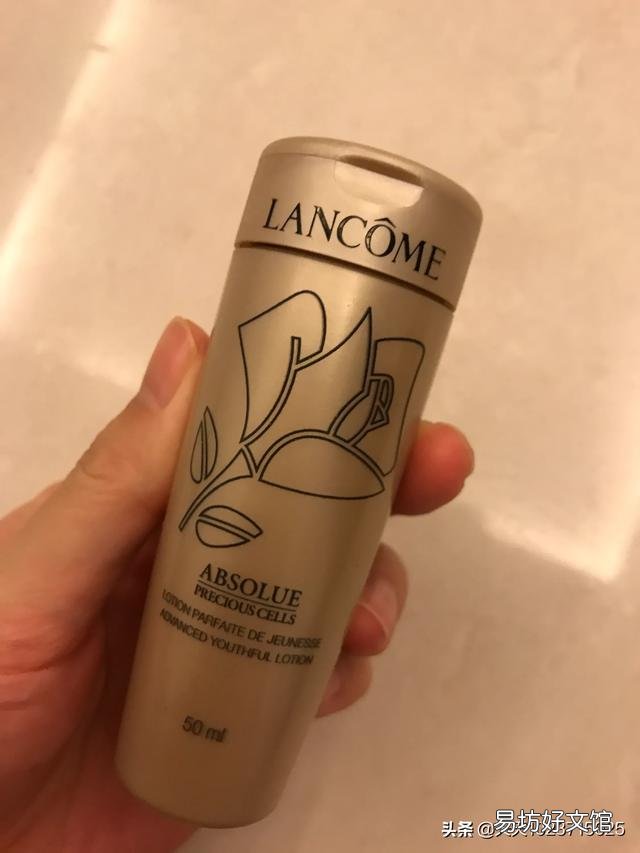 LANCÔME
ABSOLUE
PRECIOUS CELLS
LOTION PARFAITE DE JEUNESSE
ADVANCED YOUTHFUL LOTION
50 ml
易坊好文馆
头条 @